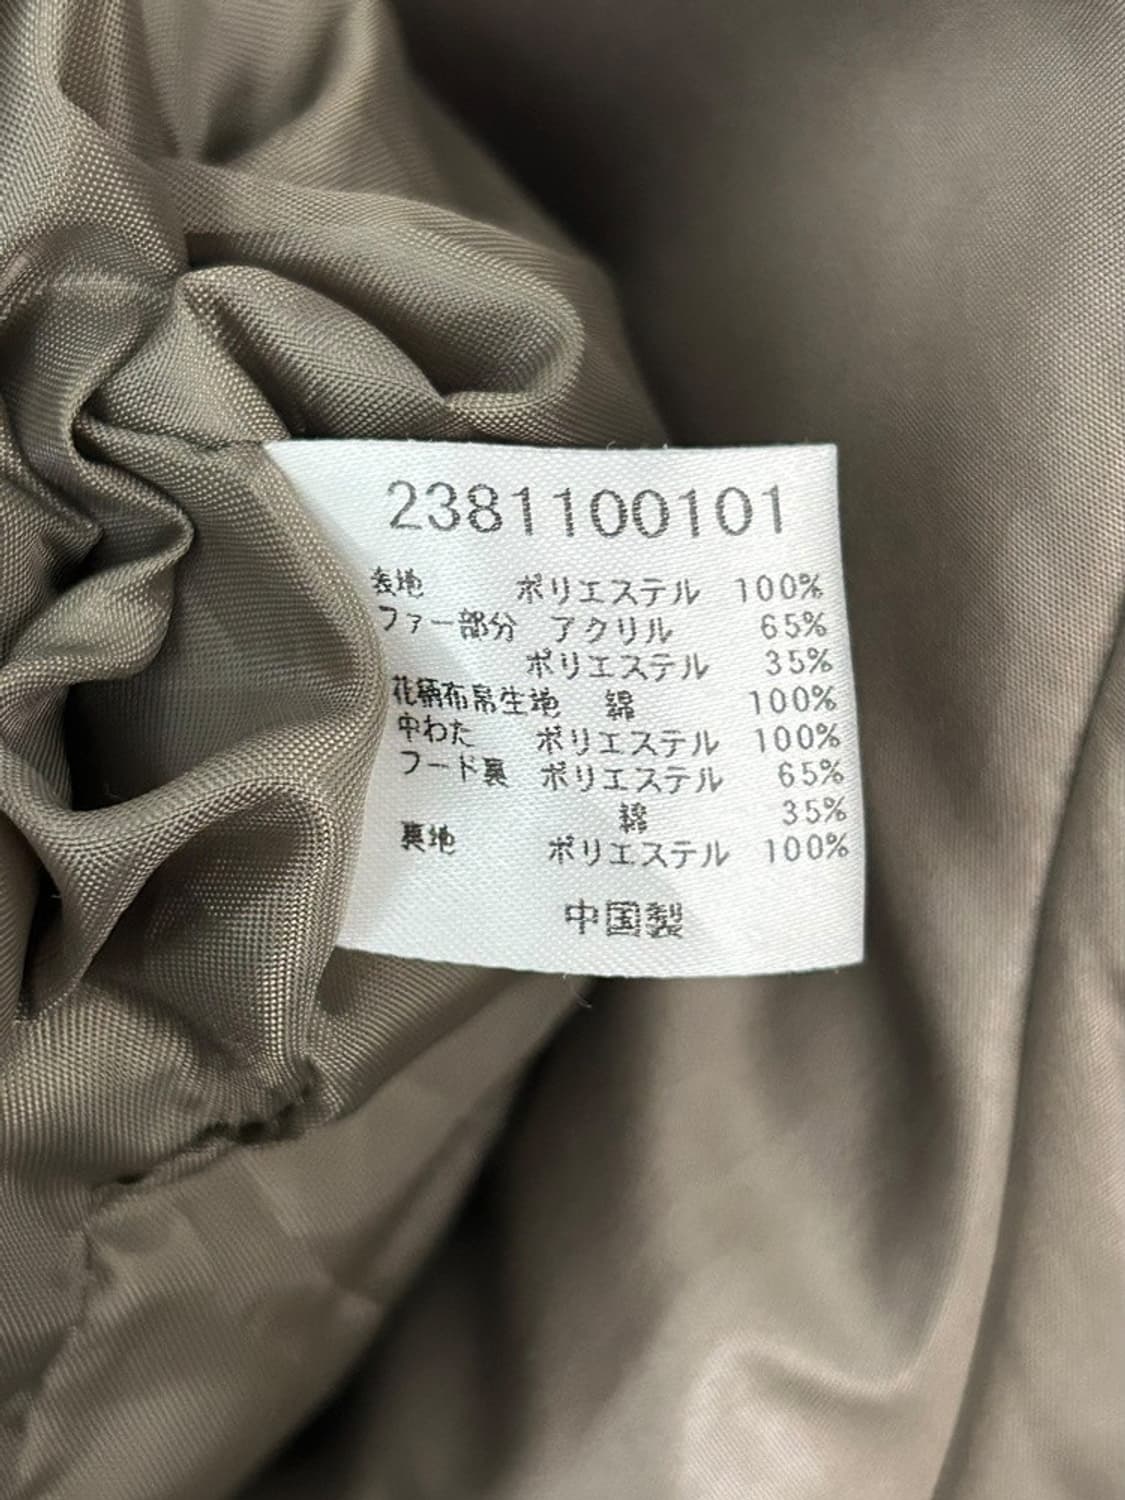 2381100101
表地 ポリエステル 100%
ファー部分 アクリル 65%
ポリエステル 35%
花柄布帛生地 綿 100%
中わた ポリエステル 100%
フード裏 ポリエステル 65%
綿 35%
裏地 ポリエステル 100%
中国製